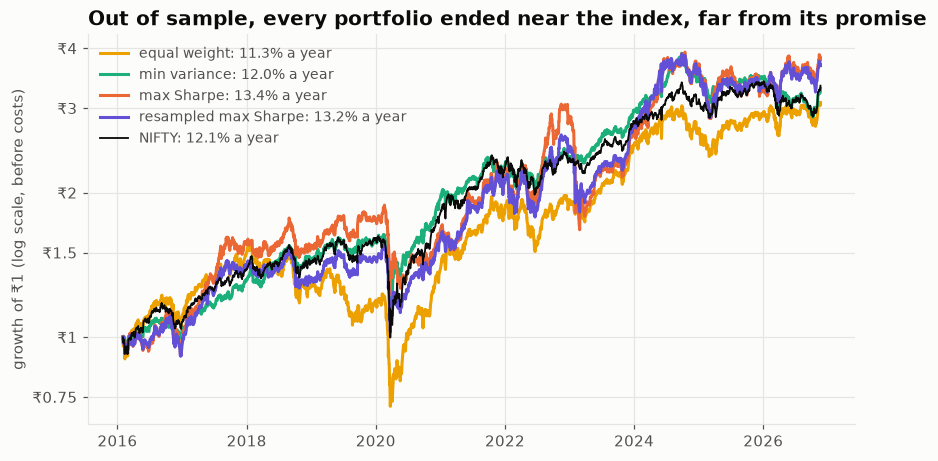 Out of sample, every portfolio ended near the index, far from its promise
growth of ₹1 (log scale, before costs)
₹4
₹3
₹2
₹1.5
₹1
₹0.75
equal weight: 11.3% a year
min variance: 12.0% a year
max Sharpe: 13.4% a year
resampled max Sharpe: 13.2% a year
NIFTY: 12.1% a year
2016 2018 2020 2022 2024 2026